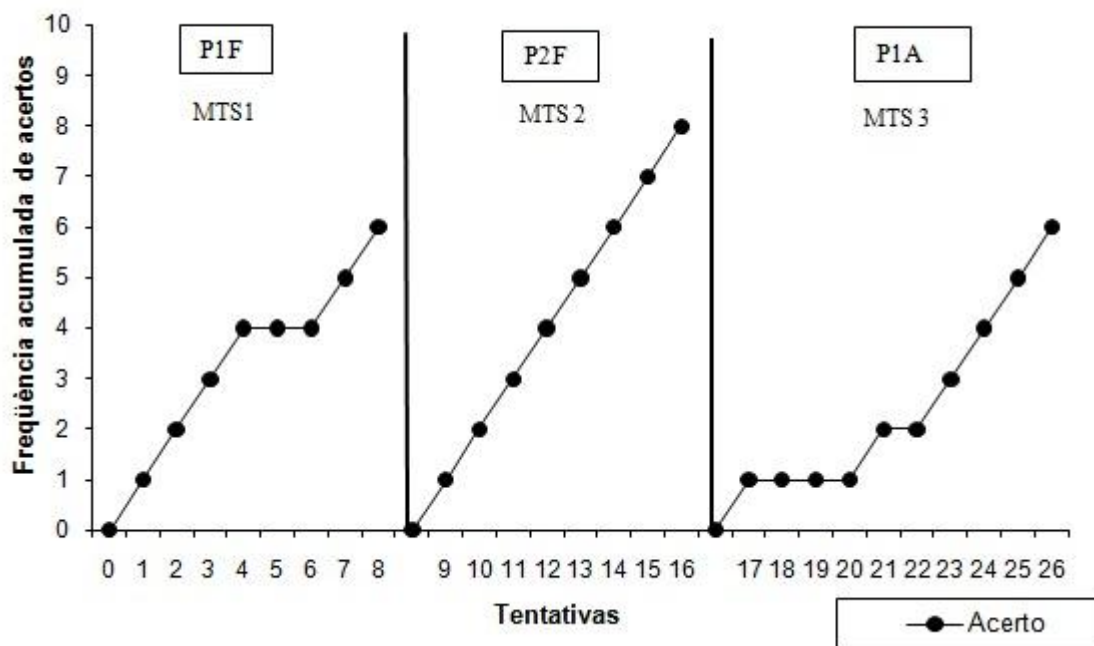 P1F
P2F
P1A
MTS1
MTS 2
MTS 3
Freqüência acumulada de acertos
10
9
8
7
6
5
4
3
2
1
0
0 1 2 3 4 5 6 7 8 9 10 11 12 13 14 15 16 17 18 19 20 21 22 23 24 25 26
Tentativas
Acerto